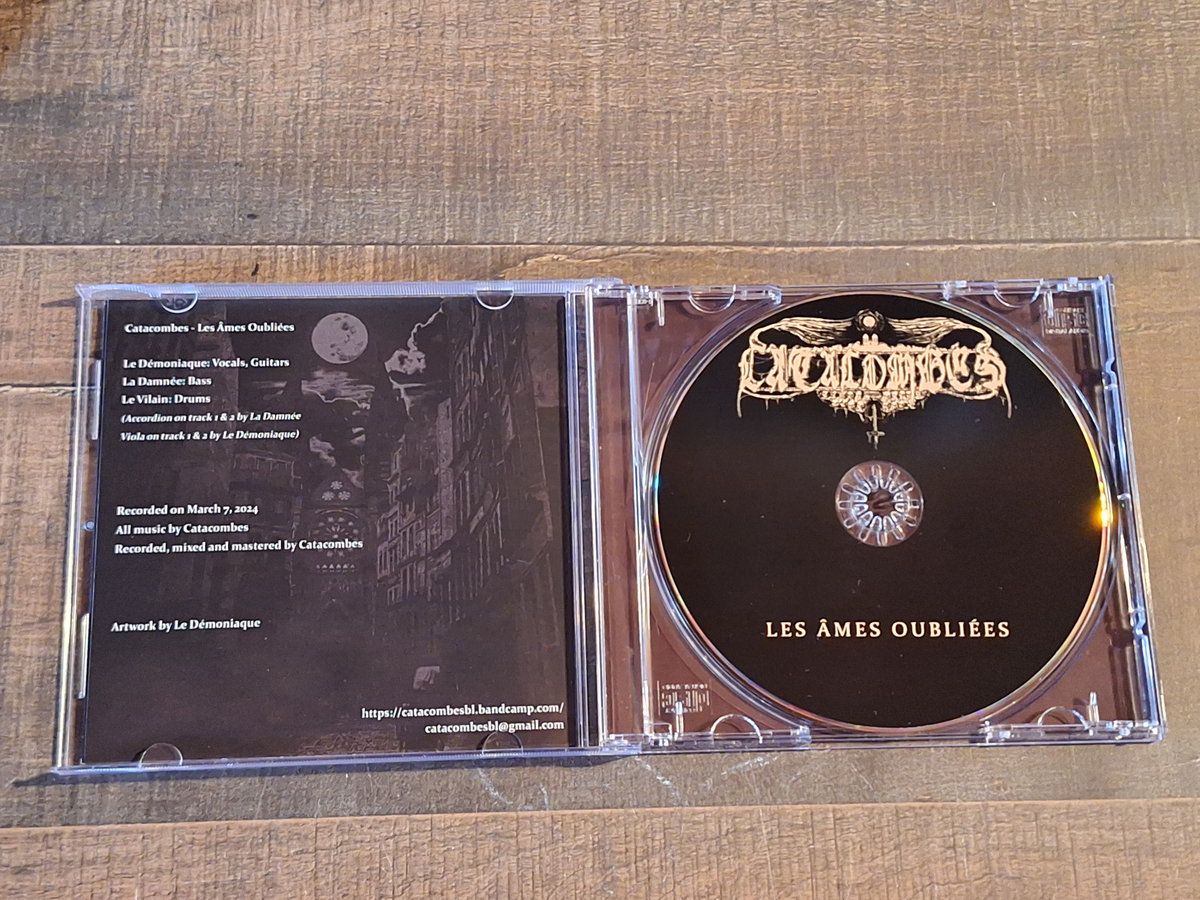 Catacombes - Les Âmes Oubliées
Le Démoniaque: Vocals, Guitars
La Damnée: Bass
Le Vilain: Drums
(Accordion on track 1 & 2 by La Damnée
Viola on track 1 & 2 by Le Démoniaque)
Recorded on March 7, 2024
All music by Catacombes
Recorded, mixed and mastered by Catacombes
Artwork by Le Démoniaque
https://catacombesbl.bandcamp.com/
catacombesbl@gmail.com
CATACOMBES
LES ÂMES OUBLIÉES